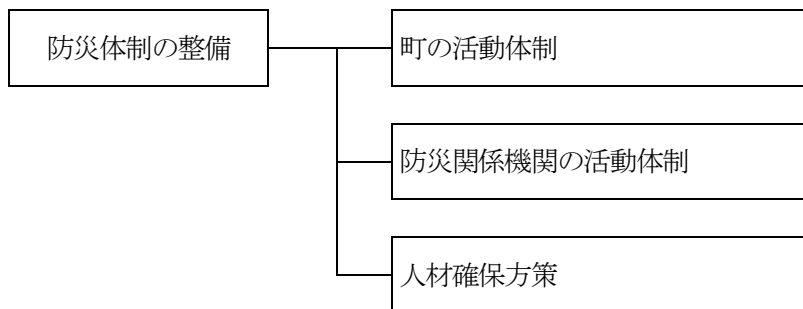 防災体制の整備
町の活動体制
防災関係機関の活動体制
人材確保方策